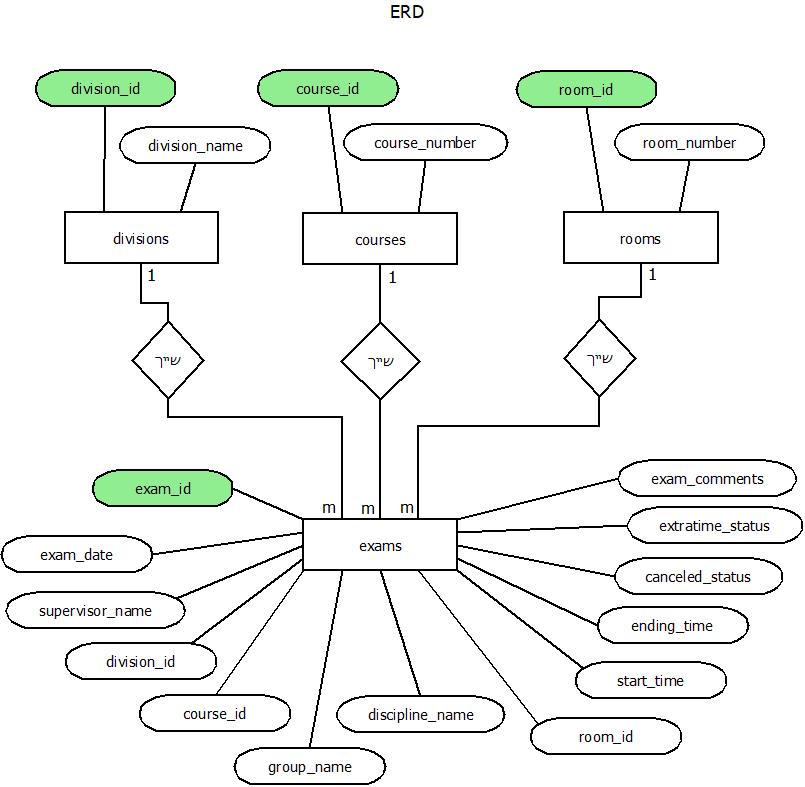 ERD
division_id
course_id
room_id
division_name
course_number
room_number
divisions
courses
rooms
1
1
1
שייך
שייך
שייך
exam_id
m
m
m
exam_comments
exams
extratime_status
exam_date
canceled_status
supervisor_name
ending_time
division_id
start_time
course_id
discipline_name
room_id
group_name